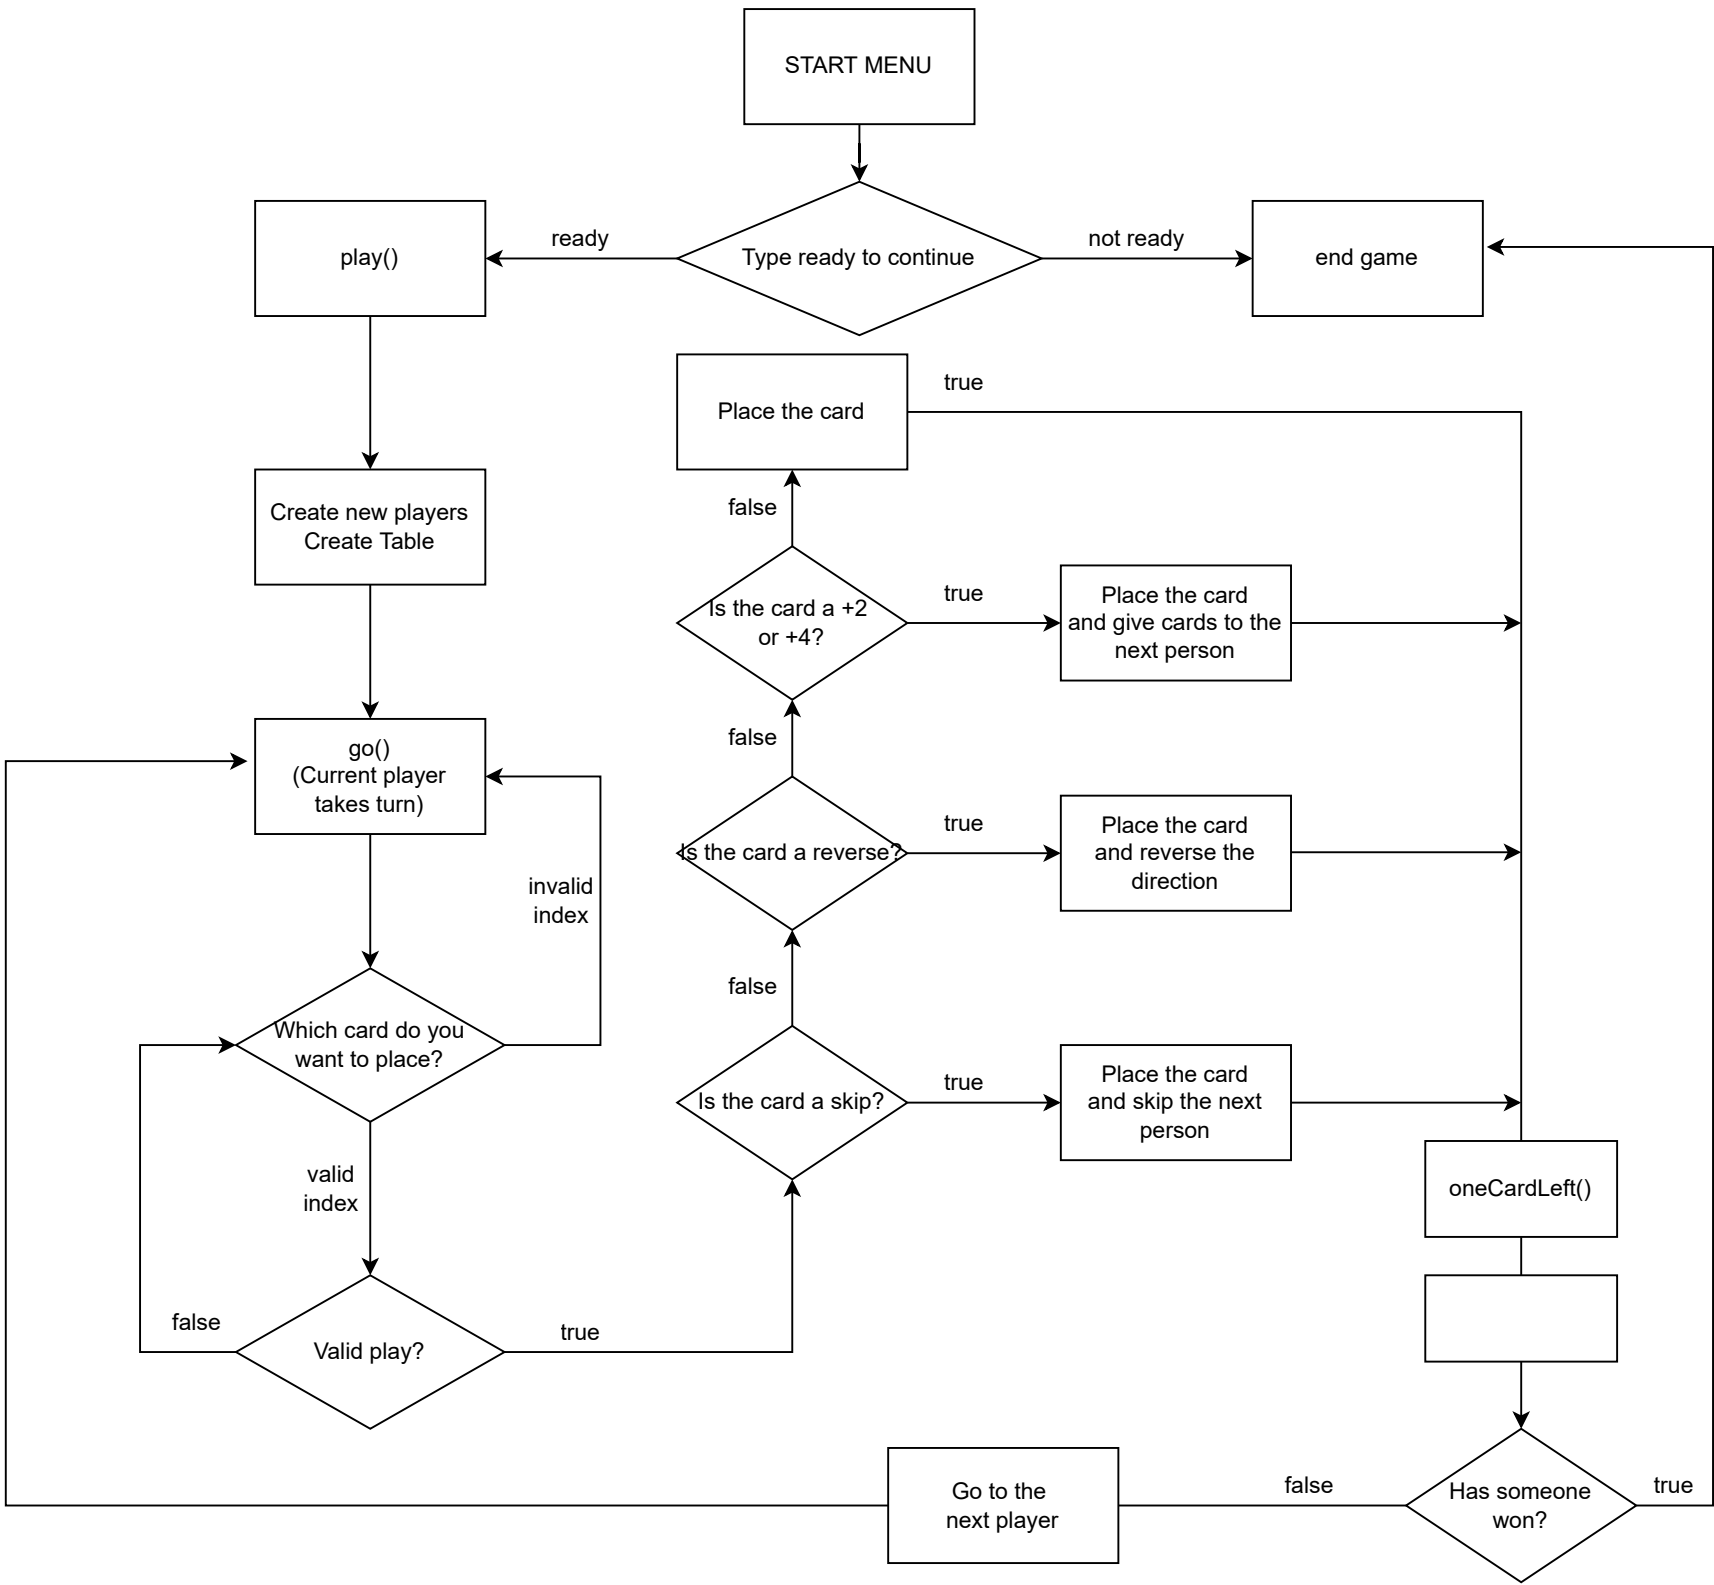 START MENU
Type ready to continue
ready
not ready
play()
end game
Place the card
true
Create new players
Create Table
false
Is the card a +2
or +4?
true
Place the card
and give cards to the
next person
go()
(Current player
takes turn)
false
Is the card a reverse?
true
Place the card
and reverse the
direction
invalid
index
Which card do you
want to place?
false
Is the card a skip?
true
Place the card
and skip the next
person
valid
index
oneCardLeft()
false
Valid play?
true
Go to the
next player
false
Has someone
won?
true